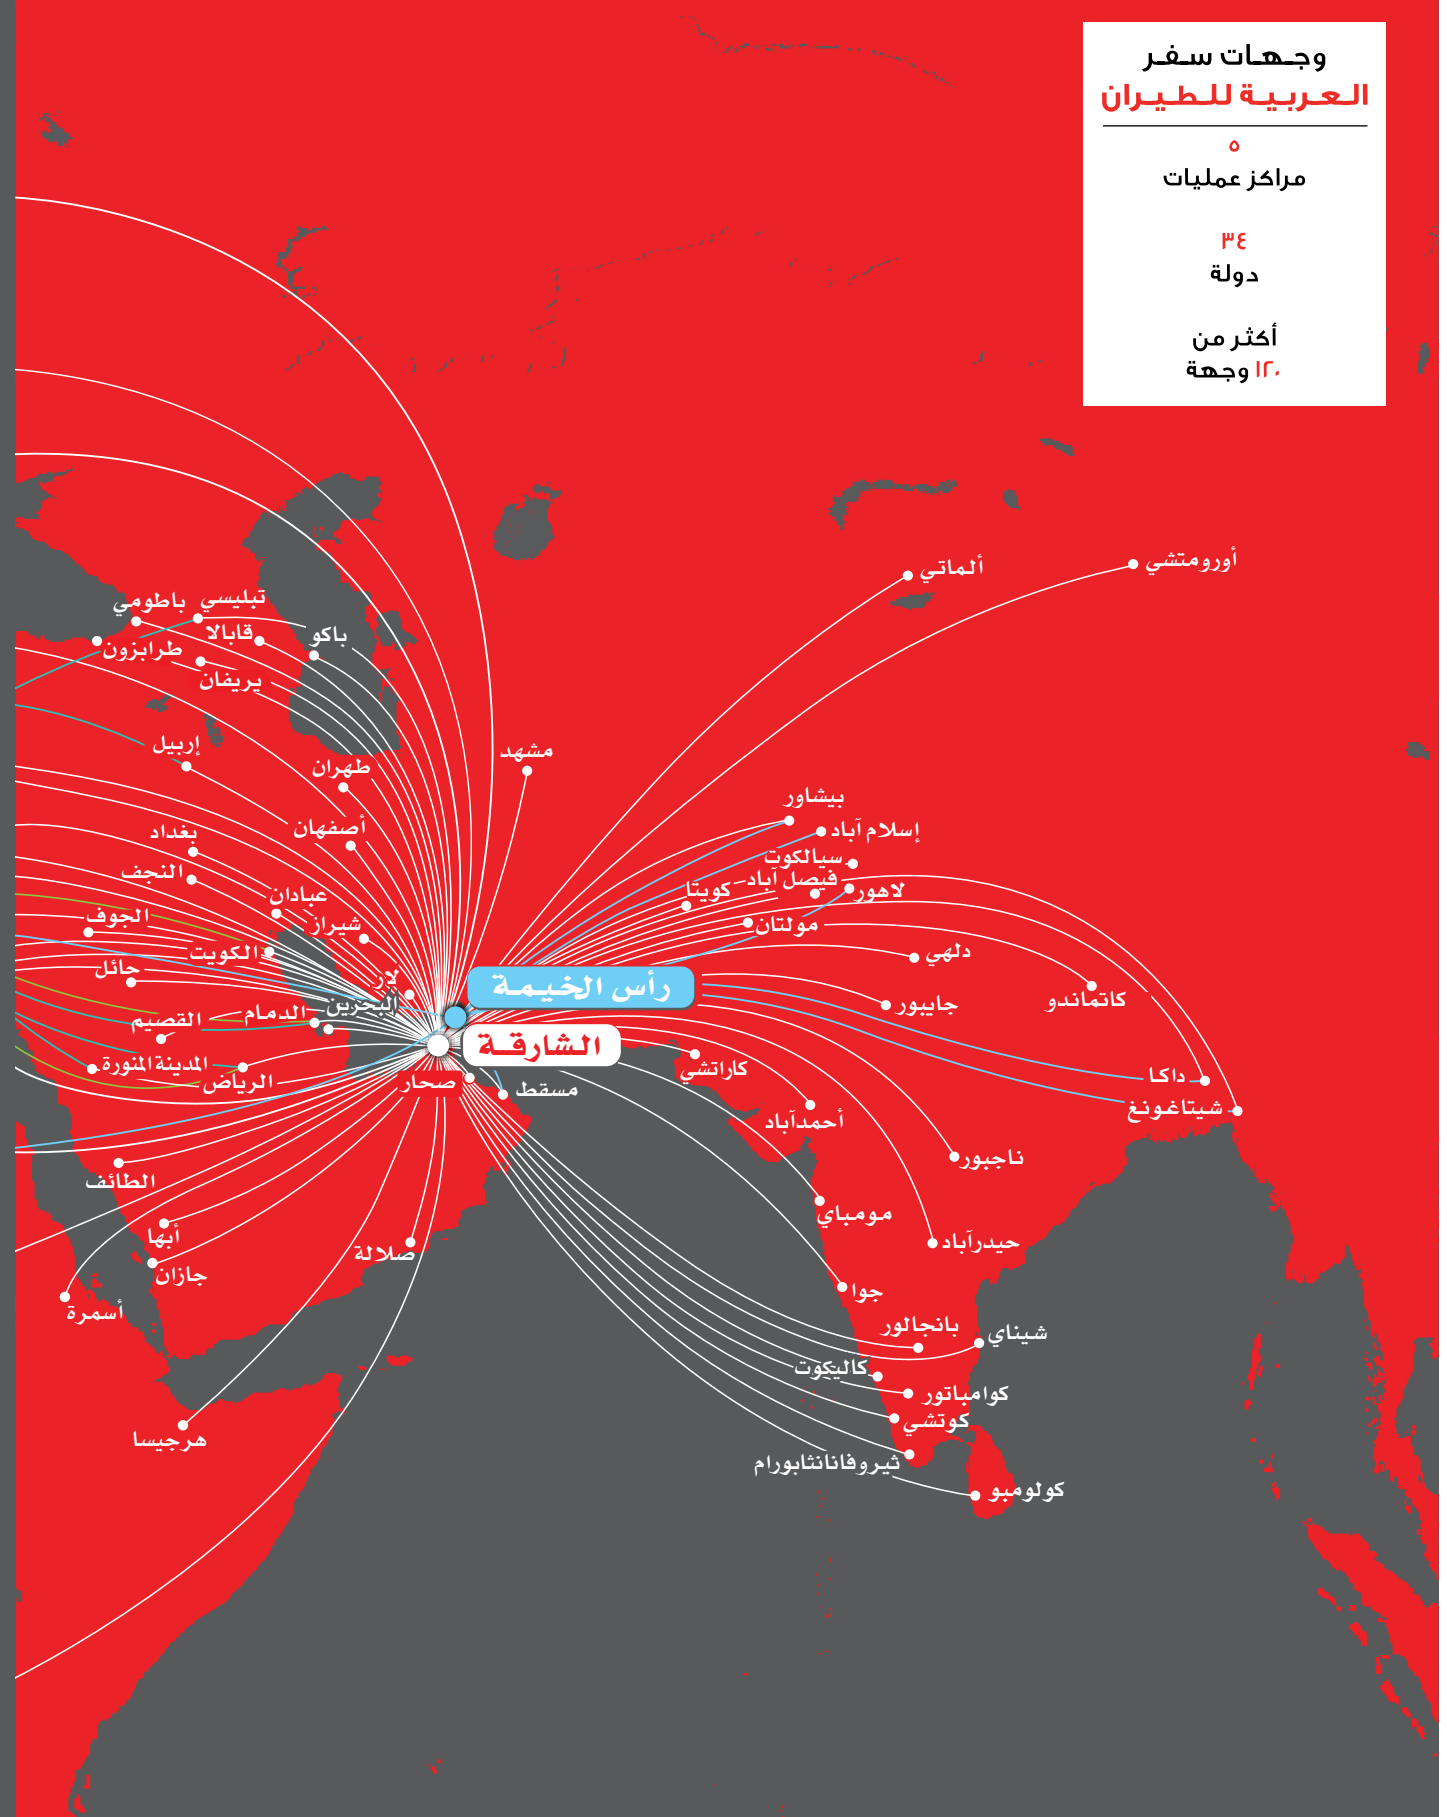 وجهات سفر
العربية للطيران
٥
مراكز عمليات
٣٤
دولة
أكثر من
١٢٠ وجهة
أورومتشي
ألماتي
تبليسي
باطومي
قابالا
باكو
طرابزون
يريفان
إربيل
مشهد
طهران
بيشاور
أصفهان
إسلام آباد
بغداد
سيالكوت
النجف
فيصل آباد
لاهور
كويتا
عبادان
الجوف
شيراز
مولتان
الكويت
دلهي
حائل
لار
رأس الخيمة
كاتماندو
البحرين
جايبور
الدمام
القصيم
الشارقة
المدينة المنورة
كاراتشي
داكا
الرياض
صحار
مسقط
شيتاغونغ
أحمدآباد
ناجبور
الطائف
مومباي
أبها
حيدرآباد
صلالة
جازان
جوا
أسمرة
بانجالور
شيناي
كاليكوت
كوامباتور
كوتشي
هرجيسا
ثيروفانانثابورام
كولومبو